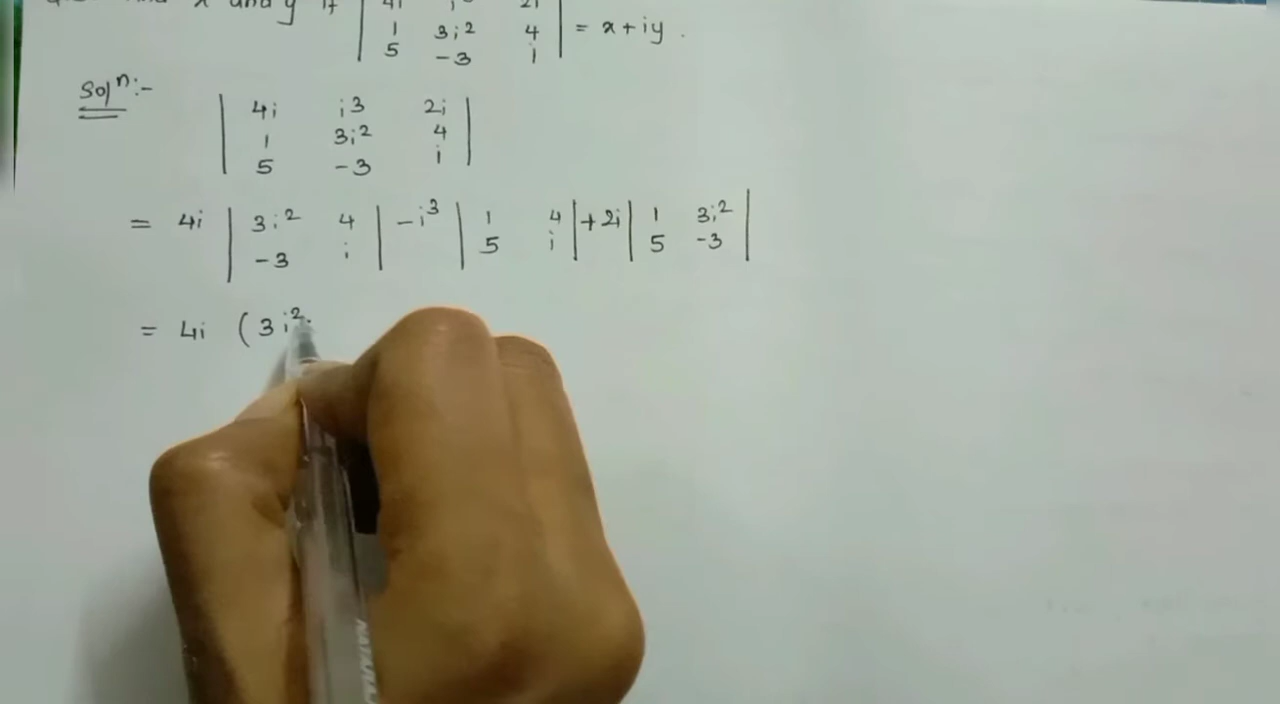 x and y if | 4i i³ 2i |
| 1 3i² 4 | = x + iy .
| 5 -3 i |
Solⁿ:-
| 4i i³ 2i |
| 1 3i² 4 |
| 5 -3 i |
= 4i | 3i² 4 | - i³ | 1 4 | + 2i | 1 3i² |
| -3 i | | 5 i | | 5 -3 |
= 4i (3i².
NATARAJ